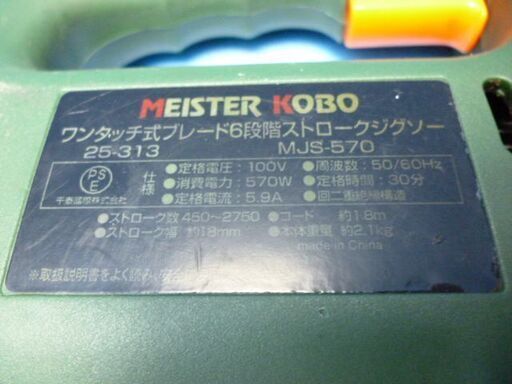 MEISTER KOBO
ワンタッチ式ブレード6段階ストロークジグソー
25-313 MJS-570
PS
E
仕様
●定格電圧:100V ●周波数:50/60Hz
●消費電力:570W ●定格時間:30分
●定格電流:5.9A ●回二重絶縁構造
●ストローク数 450~2750 ●コード 約1.8m
●ストローク幅 約18mm ●本体重量 約2.1kg
made in China
※取扱説明書をよく読み、安全